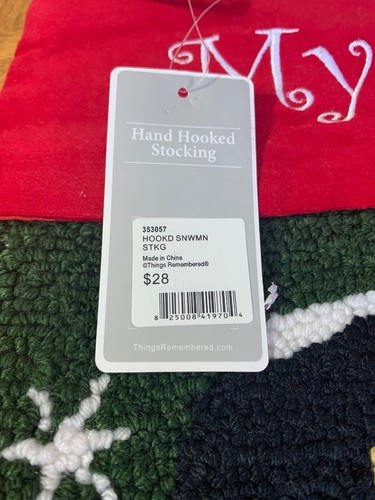 My
Hand Hooked
Stocking
353057
HOOKD SNWMN
STKG
Made in China
©Things Remembered®
$28
8 25008 41970 4
ThingsRemembered.com